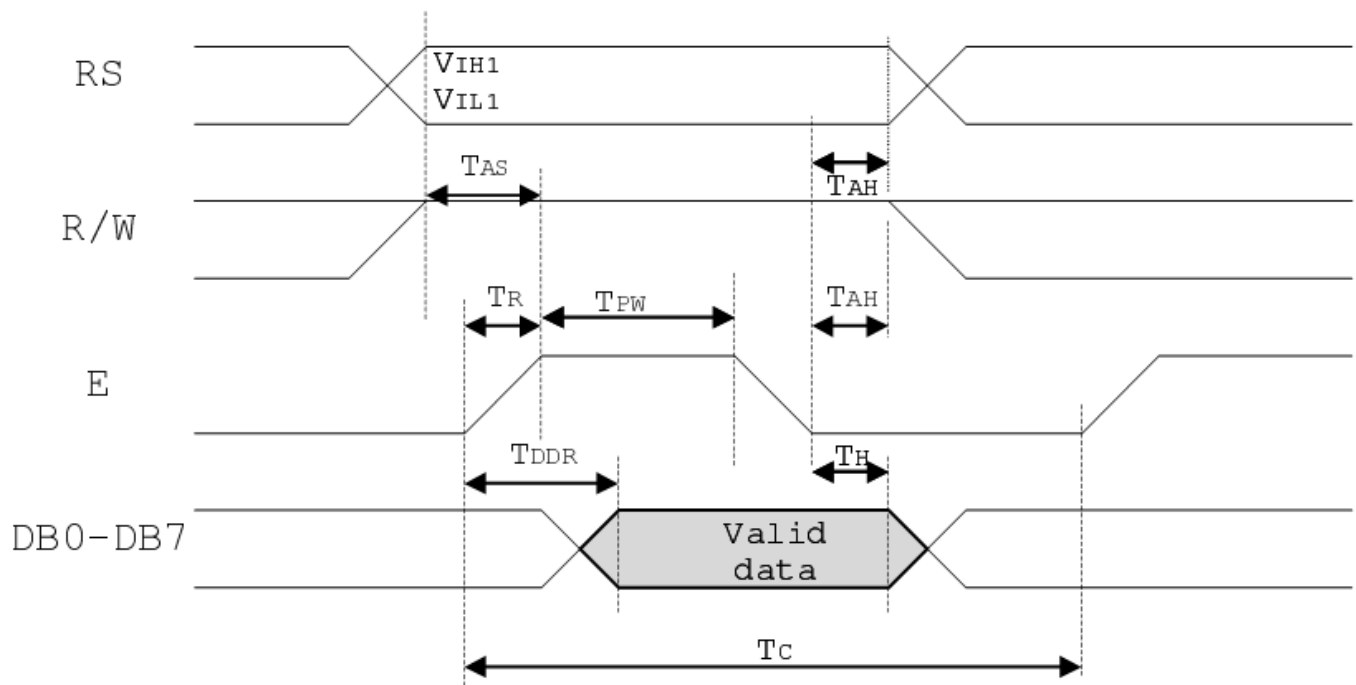 RS
VIH1
VIL1
TAS
TAH
R/W
TR
TPW
TAH
E
TDDR
TH
DB0-DB7
Valid
data
TC